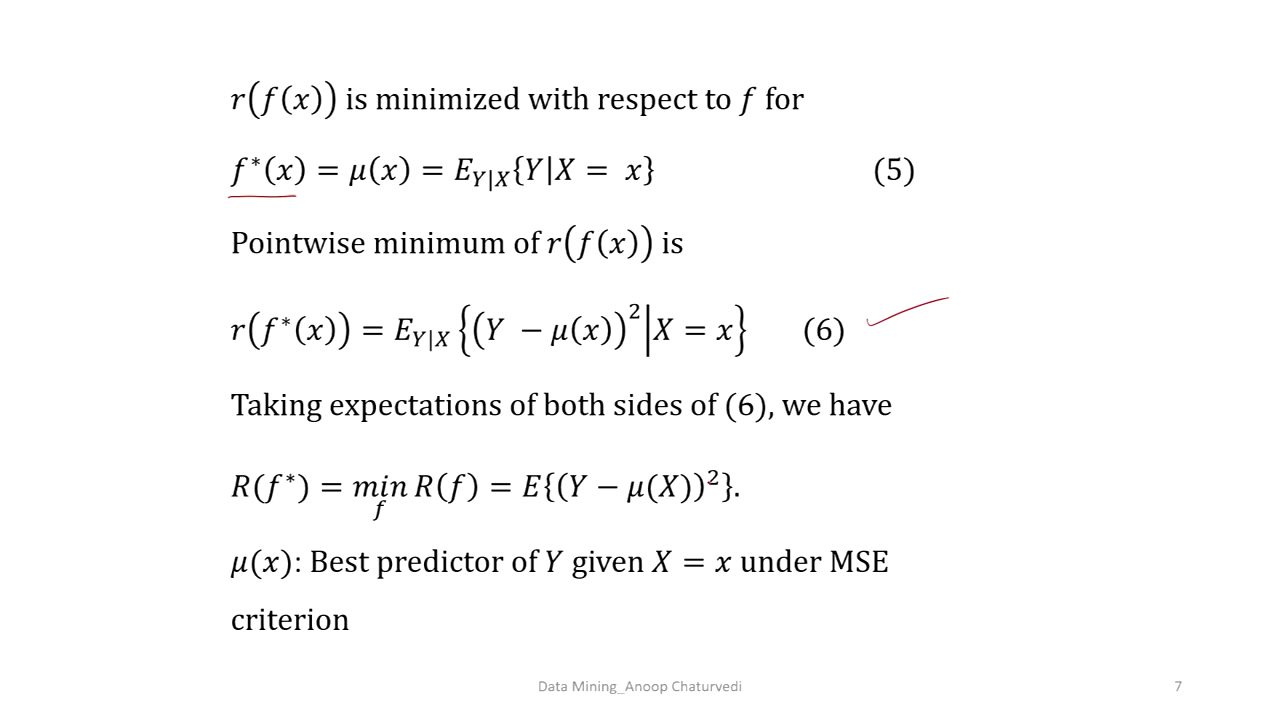 r(f(x)) is minimized with respect to f for
f*(x) = μ(x) = E_{Y|X}{Y|X = x} (5)
Pointwise minimum of r(f(x)) is
r(f*(x)) = E_{Y|X}{(Y − μ(x))²|X = x} (6)
Taking expectations of both sides of (6), we have
R(f*) = min_f R(f) = E{(Y − μ(X))²}.
μ(x): Best predictor of Y given X = x under MSE
criterion
Data Mining_Anoop Chaturvedi 7